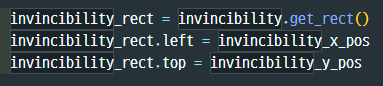 invincibility_rect = invincibility.get_rect()
invincibility_rect.left = invincibility_x_pos
invincibility_rect.top = invincibility_y_pos